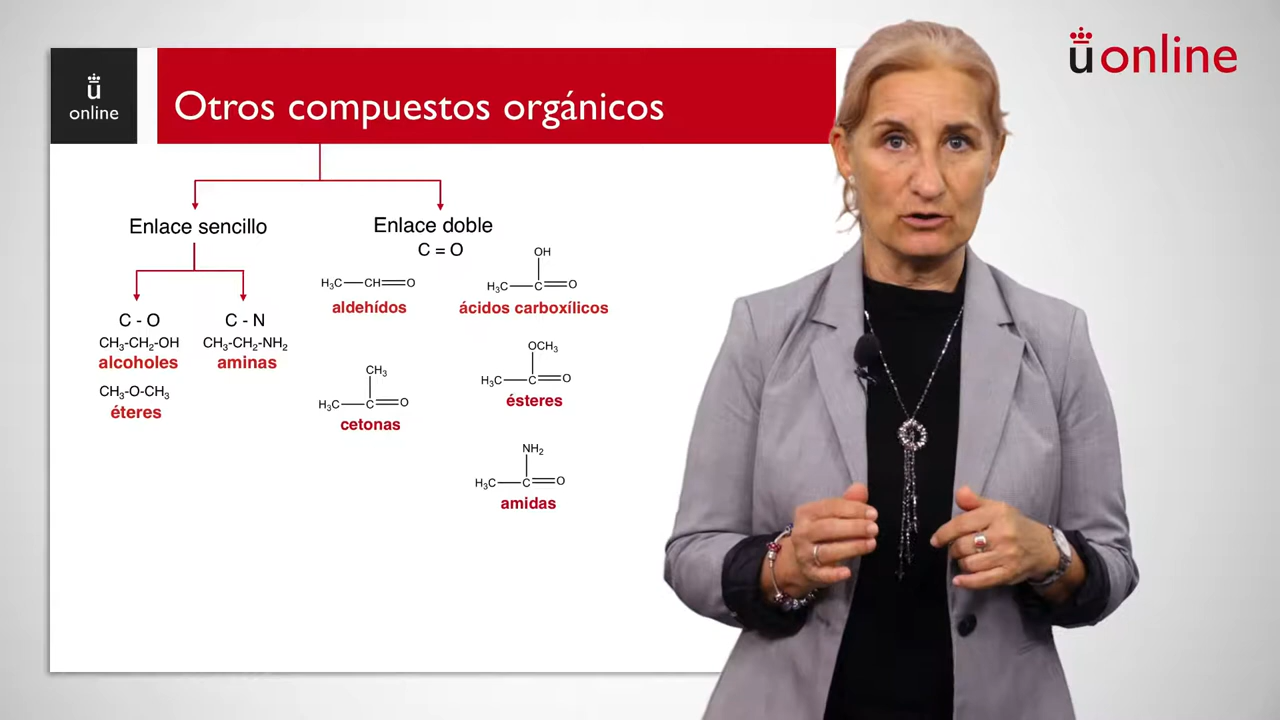 ū
online
Otros compuestos orgánicos
ūonline
Enlace sencillo
C - O
CH₃-CH₂-OH
alcoholes
CH₃-O-CH₃
éteres
C - N
CH₃-CH₂-NH₂
aminas
Enlace doble
C = O
H₃C CH O
aldehídos
CH₃
H₃C C O
cetonas
OH
H₃C C O
ácidos carboxílicos
OCH₃
H₃C C O
ésteres
NH₂
H₃C C O
amidas